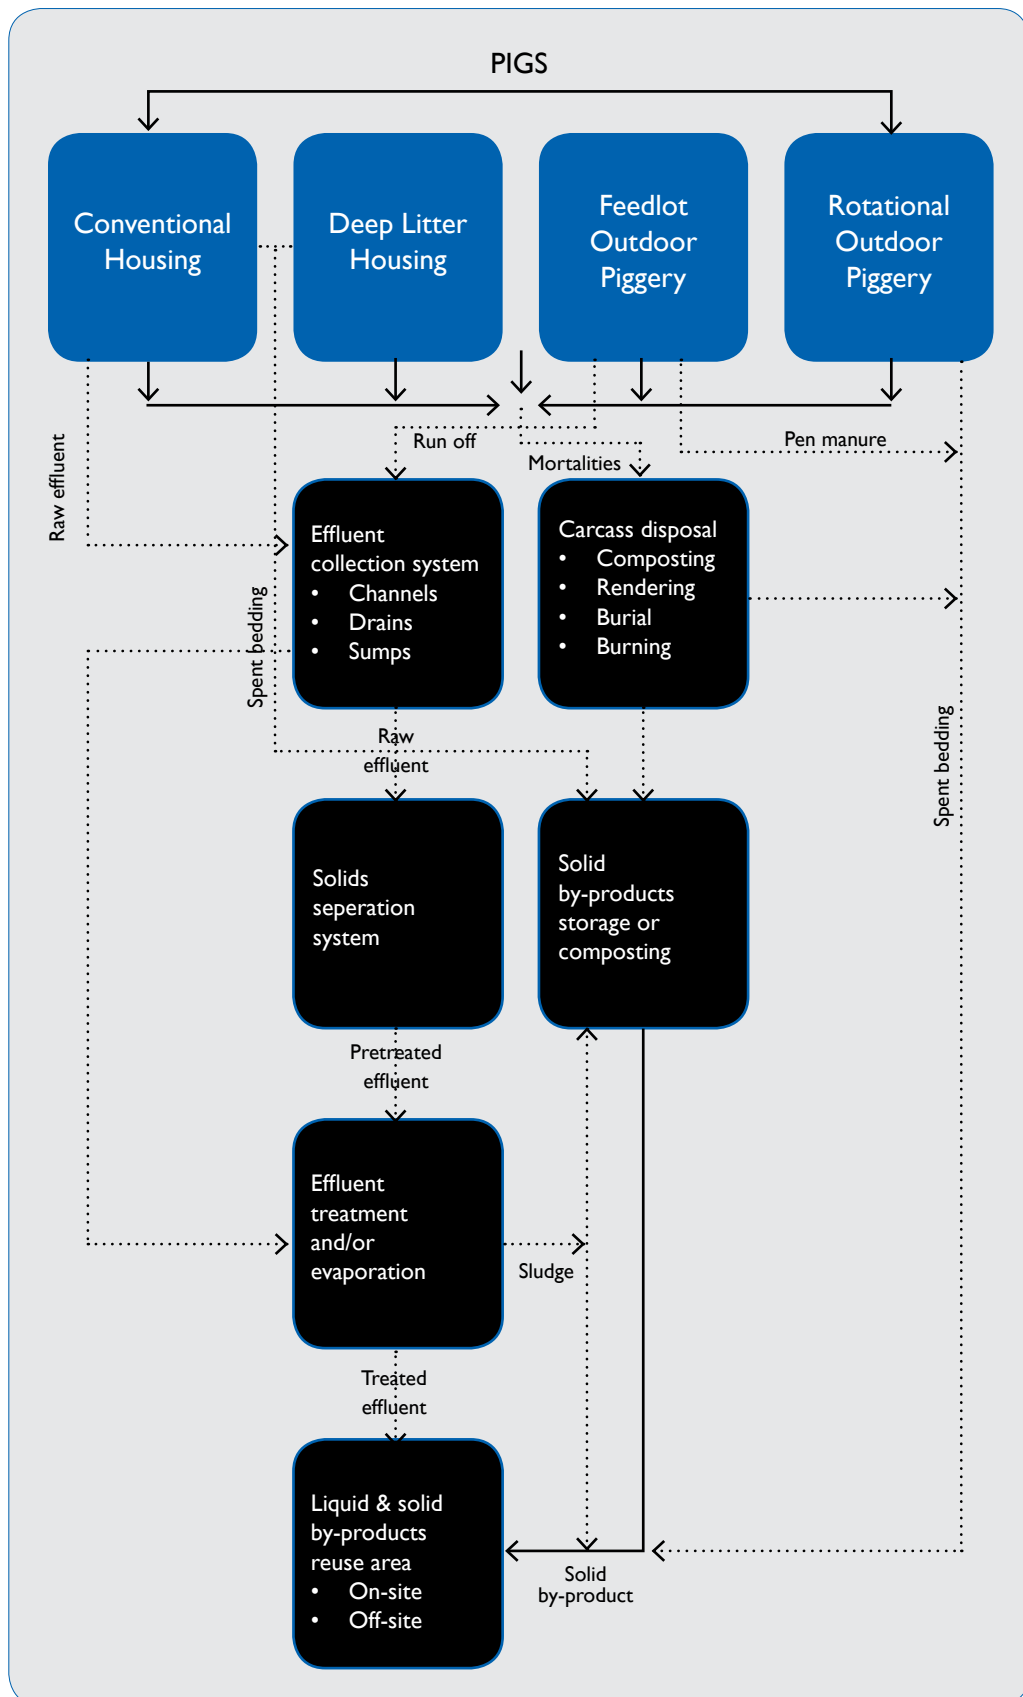 PIGS
Conventional
Housing
Deep Litter
Housing
Feedlot
Outdoor
Piggery
Rotational
Outdoor
Piggery
Raw effluent
Run off
Mortalities
Pen manure
Effluent
collection system
• Channels
• Drains
• Sumps
Carcass disposal
• Composting
• Rendering
• Burial
• Burning
Spent bedding
Spent bedding
Raw
effluent
Solids
seperation
system
Solid
by-products
storage or
composting
Pretreated
effluent
Effluent
treatment
and/or
evaporation
Sludge
Treated
effluent
Liquid & solid
by-products
reuse area
• On-site
• Off-site
Solid
by-product